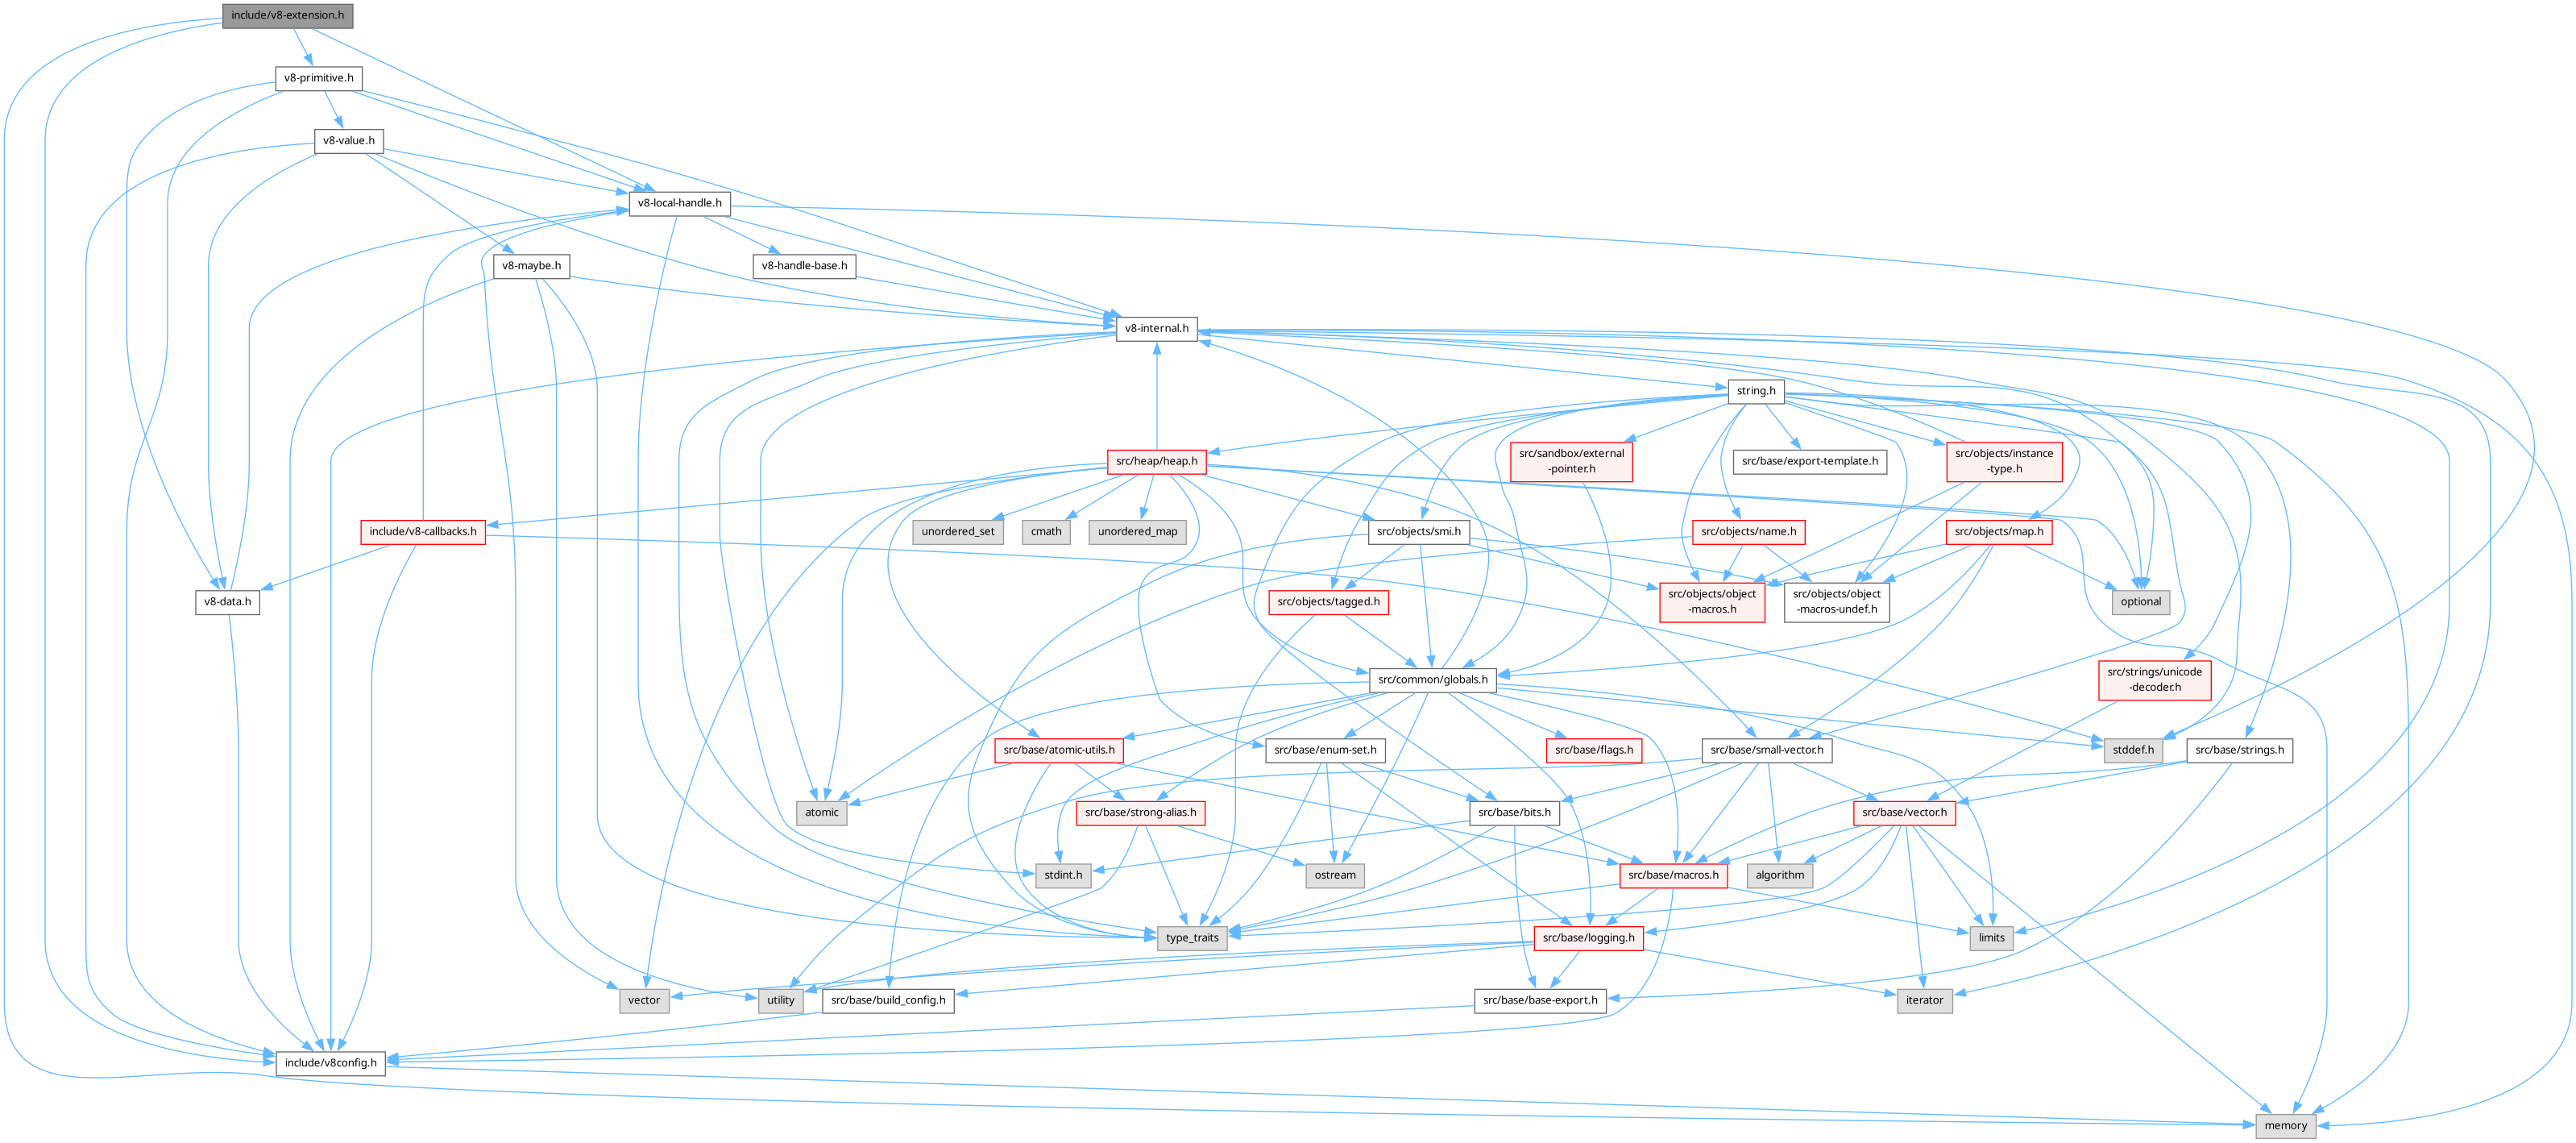 include/v8-extension.h
v8-primitive.h
v8-value.h
v8-local-handle.h
v8-maybe.h
v8-handle-base.h
v8-internal.h
string.h
src/heap/heap.h
src/sandbox/external
-pointer.h
src/base/export-template.h
src/objects/instance
-type.h
include/v8-callbacks.h
unordered_set
cmath
unordered_map
src/objects/smi.h
src/objects/name.h
src/objects/map.h
v8-data.h
src/objects/tagged.h
src/objects/object
-macros.h
src/objects/object
-macros-undef.h
optional
src/common/globals.h
src/strings/unicode
-decoder.h
src/base/atomic-utils.h
src/base/enum-set.h
src/base/flags.h
src/base/small-vector.h
stddef.h
src/base/strings.h
atomic
src/base/strong-alias.h
src/base/bits.h
src/base/vector.h
stdint.h
ostream
src/base/macros.h
algorithm
type_traits
src/base/logging.h
limits
vector
utility
src/base/build_config.h
src/base/base-export.h
iterator
include/v8config.h
memory